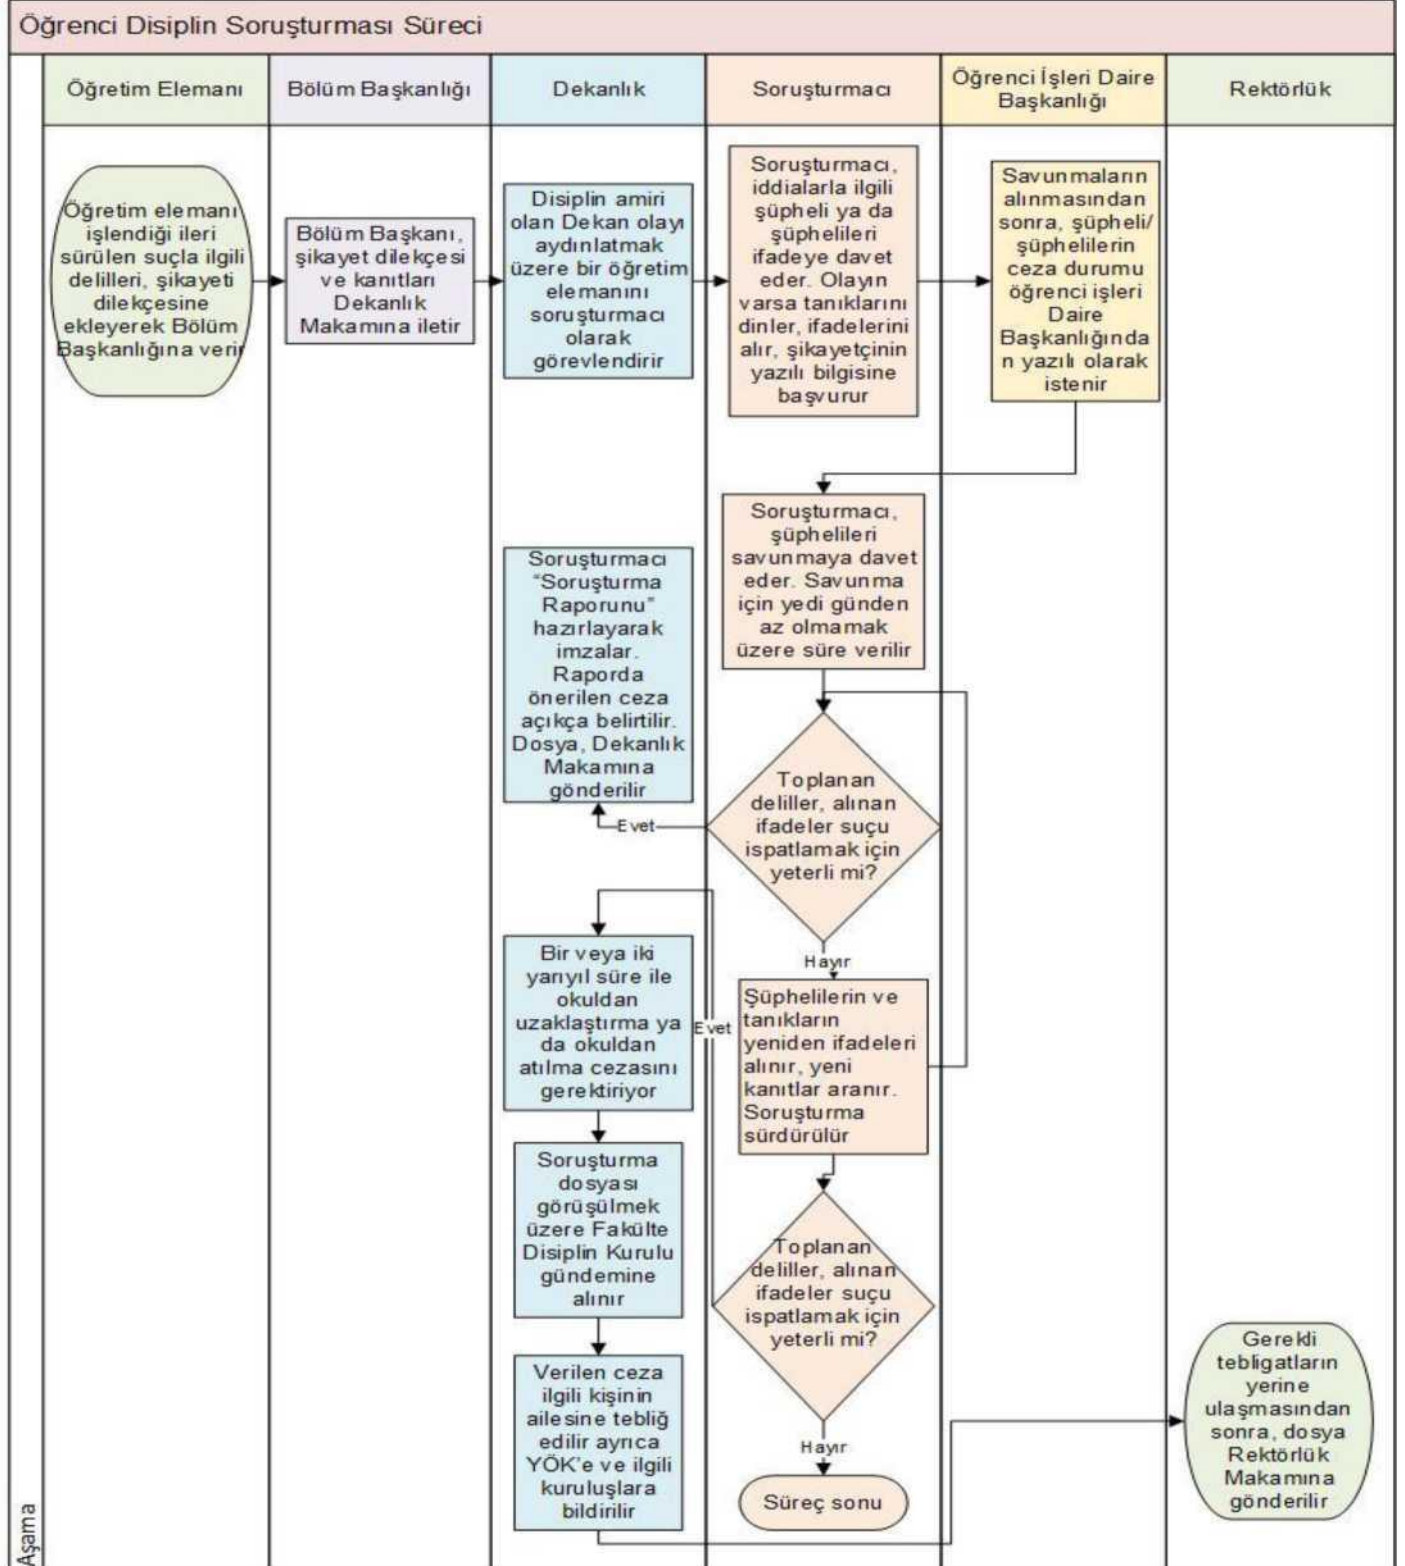 Öğrenci Disiplin Soruşturması Süreci
Öğretim Elemanı
Bölüm Başkanlığı
Dekanlık
Soruşturmacı
Öğrenci İşleri Daire
Başkanlığı
Rektörlük
Öğretim elemanı
işlendiği ileri
sürülen suçla ilgili
delilleri, şikayeti
dilekçesine
ekleyerek Bölüm
Başkanlığına verir
Bölüm Başkanı,
şikayet dilekçesi
ve kanıtları
Dekanlık
Makamına iletir
Disiplin amiri
olan Dekan olayı
aydınlatmak
üzere bir öğretim
elemanını
soruşturmacı
olarak
görevlendirir
Soruşturmacı,
iddialarla ilgili
şüpheli ya da
şüphelileri
ifadeye davet
eder. Olayın
varsa tanıklarını
dinler, ifadelerini
alır, şikayetçinin
yazılı bilgisine
başvurur
Savunmaların
alınmasından
sonra, şüpheli/
şüphelilerin
ceza durumu
öğrenci işleri
Daire
Başkanlığında
n yazılı olarak
istenir
Soruşturmacı,
şüphelileri
savunmaya davet
eder. Savunma
için yedi günden
az olmamak
üzere süre verilir
Soruşturmacı
“Soruşturma
Raporunu”
hazırlayarak
imzalar.
Raporda
önerilen ceza
açıkça belirtilir.
Dosya, Dekanlık
Makamına
gönderilir
Toplanan
deliller, alınan
ifadeler suçu
ispatlamak için
yeterli mi?
Evet
Hayır
Bir veya iki
yarıyıl süre ile
okuldan
uzaklaştırma ya
da okuldan
atılma cezasını
gerektiriyor
Evet
Şüphelilerin ve
tanıkların
yeniden ifadeleri
alınır, yeni
kanıtlar aranır.
Soruşturma
sürdürülür
Soruşturma
dosyası
görüşülmek
üzere Fakülte
Disiplin Kurulu
gündemine
alınır
Toplanan
deliller, alınan
ifadeler suçu
ispatlamak için
yeterli mi?
Hayır
Süreç sonu
Verilen ceza
ilgili kişinin
ailesine tebliğ
edilir ayrıca
YÖK’e ve ilgili
kuruluşlara
bildirilir
Gerekli
tebligatların
yerine
ulaşmasından
sonra, dosya
Rektörlük
Makamına
gönderilir
Aşama